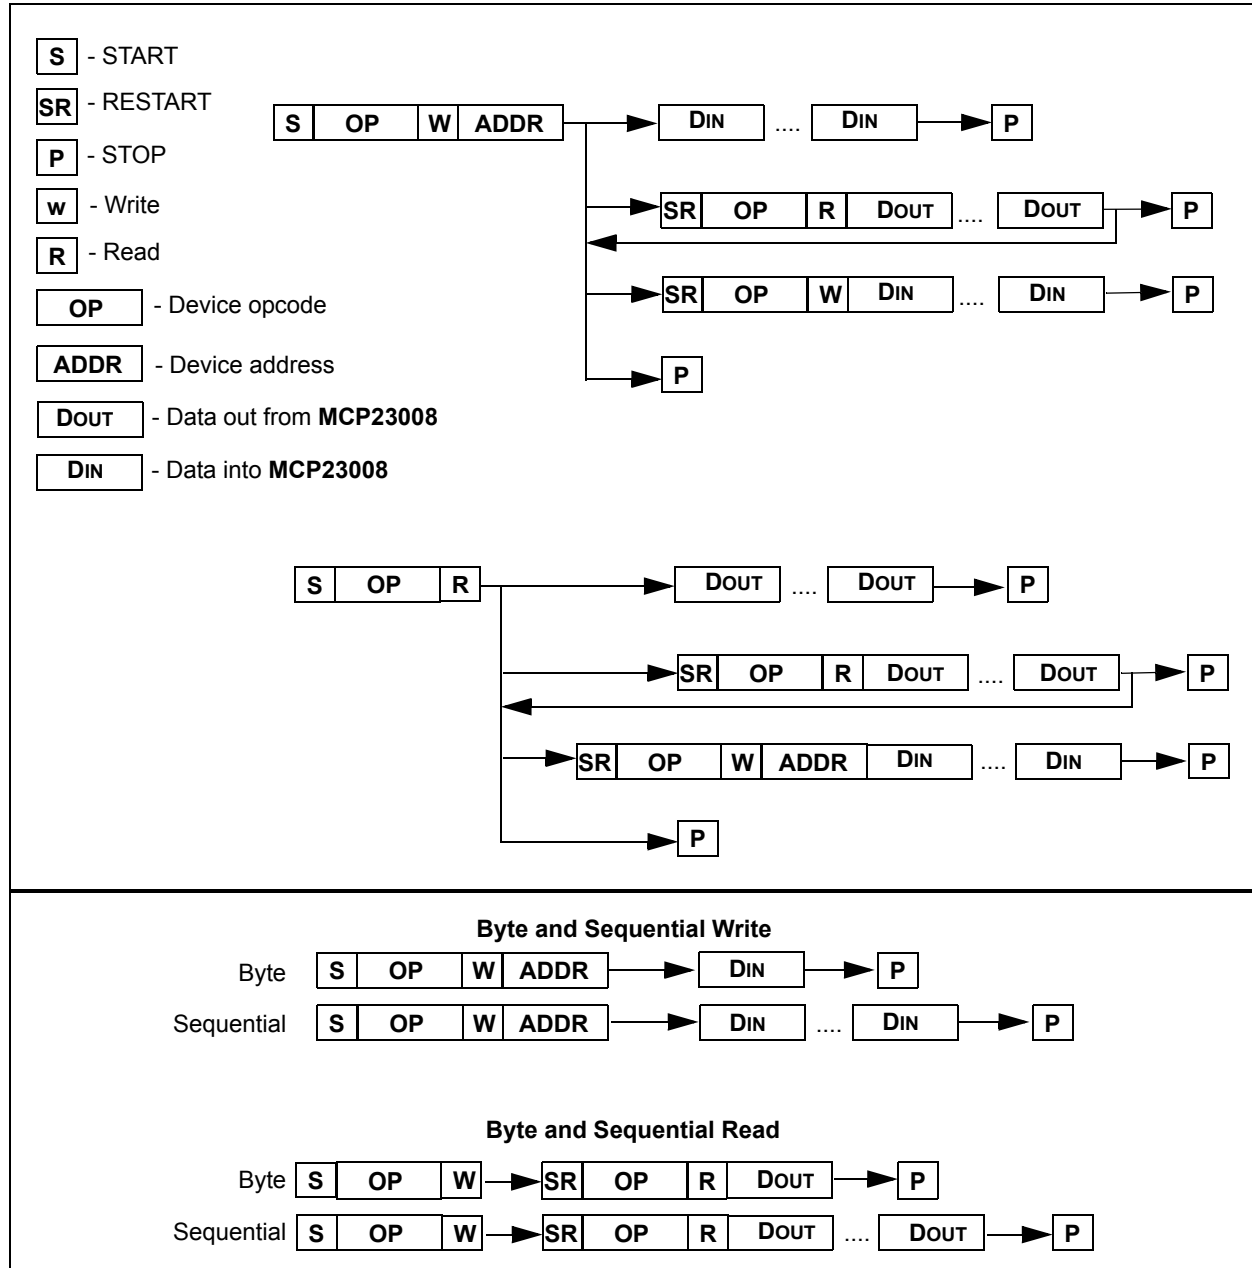 S - START
SR - RESTART
P - STOP
w - Write
R - Read
OP - Device opcode
ADDR - Device address
DOUT - Data out from MCP23008
DIN - Data into MCP23008
S OP W ADDR DIN .... DIN P
SR OP R DOUT .... DOUT P
SR OP W DIN .... DIN P
P
S OP R DOUT .... DOUT P
SR OP R DOUT .... DOUT P
SR OP W ADDR DIN .... DIN P
P
Byte and Sequential Write
Byte S OP W ADDR DIN P
Sequential S OP W ADDR DIN .... DIN P
Byte and Sequential Read
Byte S OP W SR OP R DOUT P
Sequential S OP W SR OP R DOUT .... DOUT P